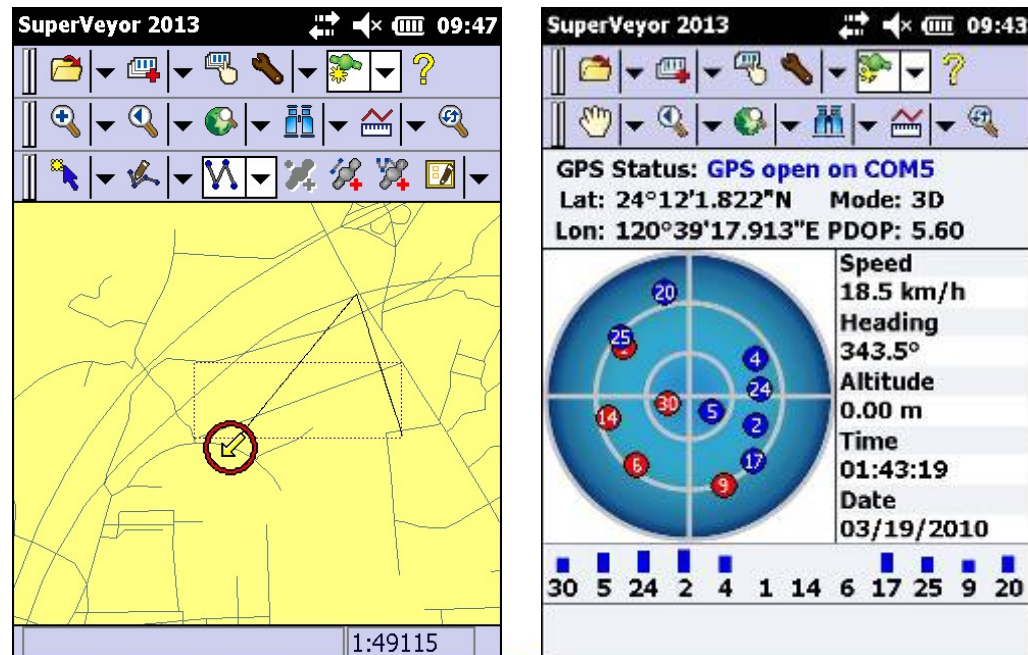 SuperVeyor 2013 09:47
1:49115
SuperVeyor 2013 09:43
GPS Status: GPS open on COM5
Lat: 24°12'1.822"N Mode: 3D
Lon: 120°39'17.913"E PDOP: 5.60
20
25
4
24
30
5
14
2
17
6
9
Speed
18.5 km/h
Heading
343.5°
Altitude
0.00 m
Time
01:43:19
Date
03/19/2010
30 5 24 2 4 1 14 6 17 25 9 20